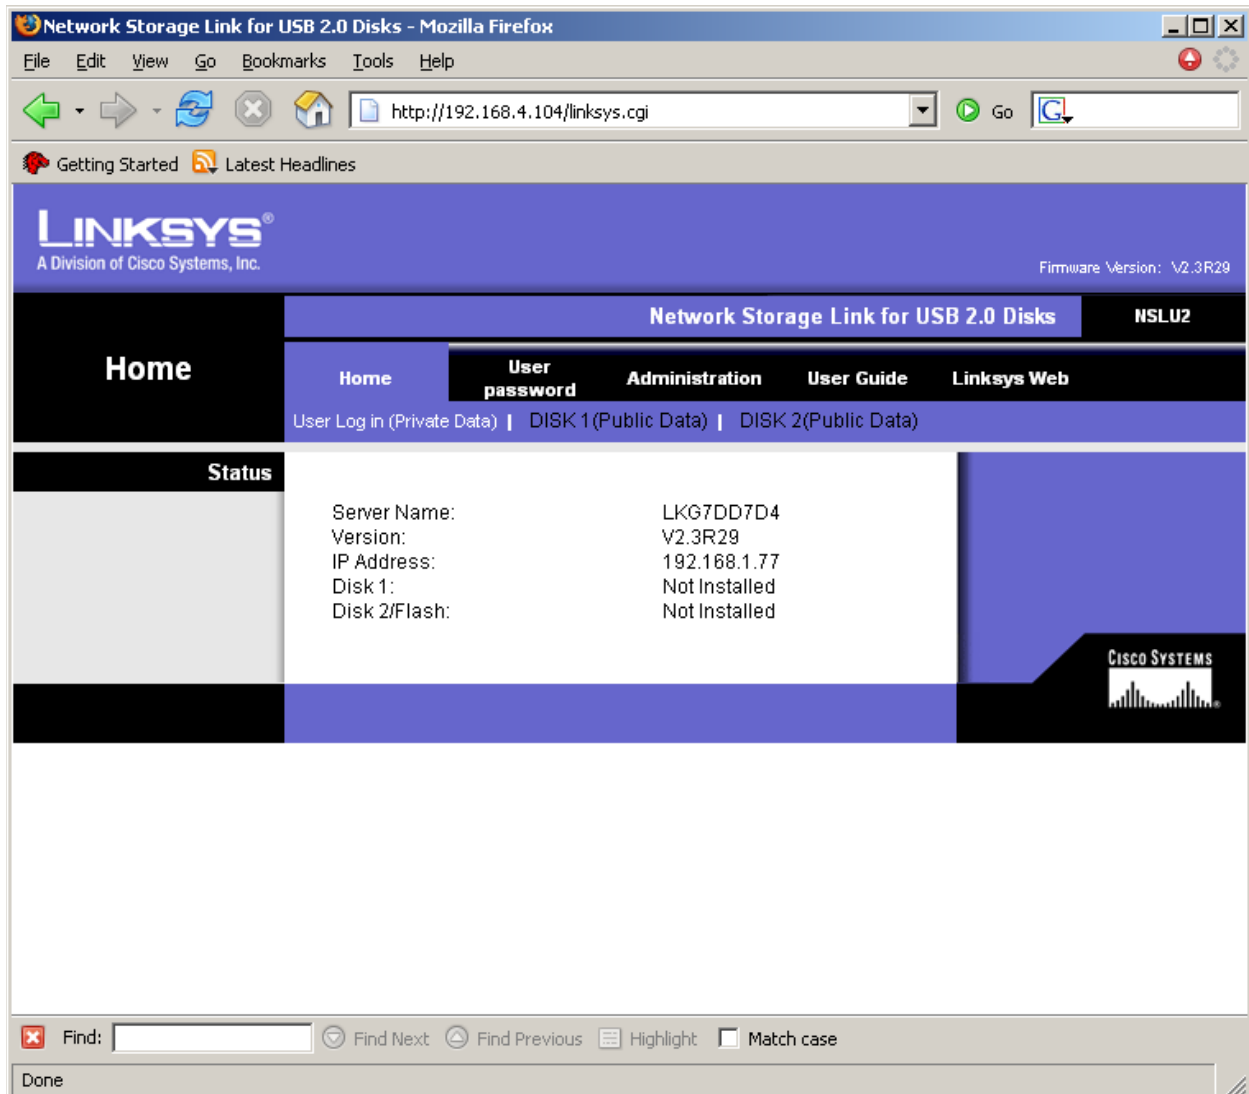 Network Storage Link for USB 2.0 Disks - Mozilla Firefox
File Edit View Go Bookmarks Tools Help
http://192.168.4.104/linksys.cgi Go G
Getting Started Latest Headlines
LINKSYS®
A Division of Cisco Systems, Inc.
Firmware Version: V2.3R29
Network Storage Link for USB 2.0 Disks NSLU2
Home
Home User password Administration User Guide Linksys Web
User Log in (Private Data) | DISK 1(Public Data) | DISK 2(Public Data)
Status
Server Name: LKG7DD7D4
Version: V2.3R29
IP Address: 192.168.1.77
Disk 1: Not Installed
Disk 2/Flash: Not Installed
CISCO SYSTEMS
Find: Find Next Find Previous Highlight Match case
Done